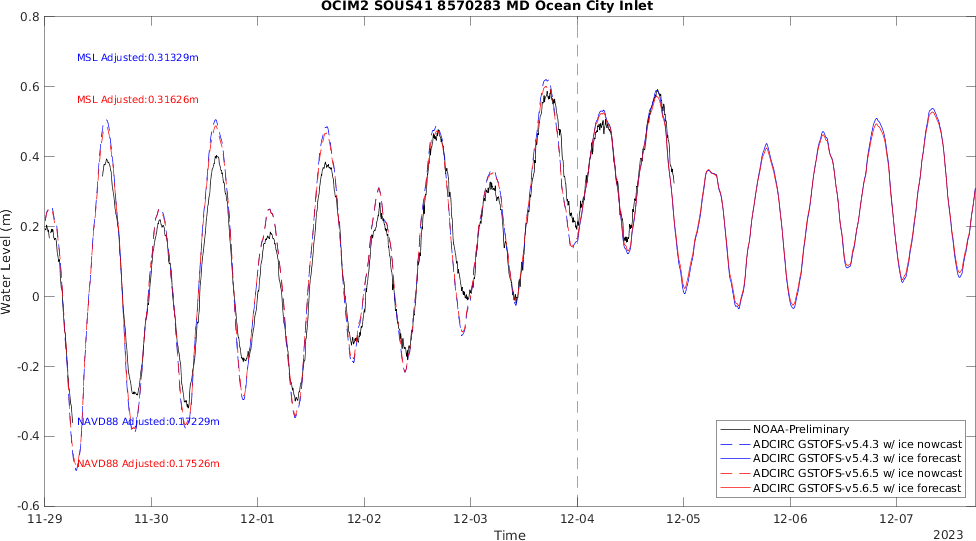 OCIM2 SOUS41 8570283 MD Ocean City Inlet
0.8
0.6
0.4
0.2
0
-0.2
-0.4
-0.6
Water Level (m)
MSL Adjusted:0.31329m
MSL Adjusted:0.31626m
NAVD88 Adjusted:0.17229m
NAVD88 Adjusted:0.17526m
NOAA-Preliminary
ADCIRC GSTOFS-v5.4.3 w/ ice nowcast
ADCIRC GSTOFS-v5.4.3 w/ ice forecast
ADCIRC GSTOFS-v5.6.5 w/ ice nowcast
ADCIRC GSTOFS-v5.6.5 w/ ice forecast
11-29 11-30 12-01 12-02 12-03 12-04 12-05 12-06 12-07
Time
2023